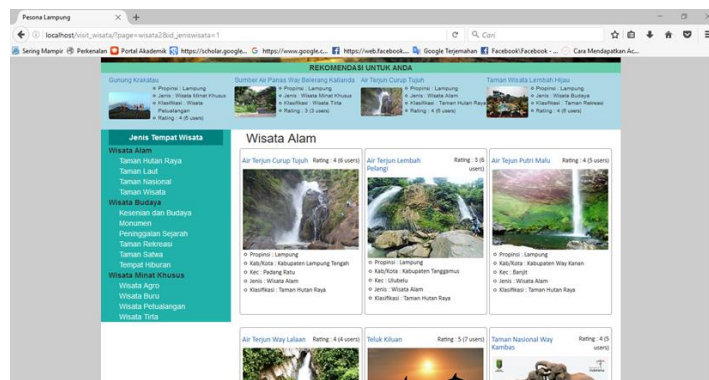 Pesona Lampung
localhost/visit_wisata/?page=wisata2&id_jeniswisata=1
Cari
Sering Mampir
Perkenalan
Portal Akademik
https://scholar.google...
https://www.google.c...
https://web.facebook...
Google Terjemahan
Facebook\Facebook - ...
Cara Mendapatkan Ac...
REKOMENDASI UNTUK ANDA
Gunung Krakatau
Propinsi : Lampung
Jenis : Wisata Minat Khusus
Klasifikasi : Wisata Petualangan
Rating : 4 (6 users)
Sumber Air Panas Way Belerang Kalianda
Propinsi : Lampung
Jenis : Wisata Minat Khusus
Klasifikasi : Wisata Tirta
Rating : 3 (3 users)
Air Terjun Curup Tujuh
Propinsi : Lampung
Jenis : Wisata Alam
Klasifikasi : Taman Hutan Raya
Rating : 4 (6 users)
Taman Wisata Lembah Hijau
Propinsi : Lampung
Jenis : Wisata Budaya
Klasifikasi : Taman Rekreasi
Rating : 4 (6 users)
Jenis Tempat Wisata
Wisata Alam
Taman Hutan Raya
Taman Laut
Taman Nasional
Taman Wisata
Wisata Budaya
Kesenian dan Budaya
Monumen
Peninggalan Sejarah
Taman Rekreasi
Taman Satwa
Tempat Hiburan
Wisata Minat Khusus
Wisata Agro
Wisata Buru
Wisata Petualangan
Wisata Tirta
Wisata Alam
Air Terjun Curup Tujuh Rating : 4 (6 users)
Propinsi : Lampung
Kab/Kota : Kabupaten Lampung Tengah
Kec : Padang Ratu
Jenis : Wisata Alam
Klasifikasi : Taman Hutan Raya
Air Terjun Lembah Pelangi Rating : 3 (6 users)
Propinsi : Lampung
Kab/Kota : Kabupaten Tanggamus
Kec : Ulubelu
Jenis : Wisata Alam
Klasifikasi : Taman Hutan Raya
Air Tejun Putri Malu Rating : 4 (5 users)
Propinsi : Lampung
Kab/Kota : Kabupaten Way Kanan
Kec : Banjit
Jenis : Wisata Alam
Klasifikasi : Taman Hutan Raya
Air Terjun Way Lalaan Rating : 4 (4 users)
Teluk Kiluan Rating : 5 (7 users)
Taman Nasional Way Kambas Rating : 4 (5 users)